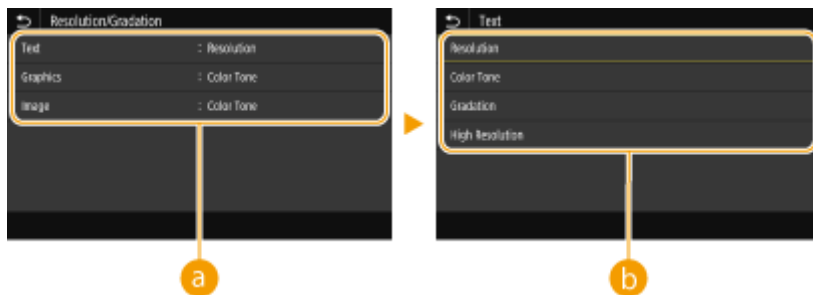 Resolution/Gradation
Text : Resolution
Graphics : Color Tone
Image : Color Tone
a
Text
Resolution
Color Tone
Gradation
High Resolution
b